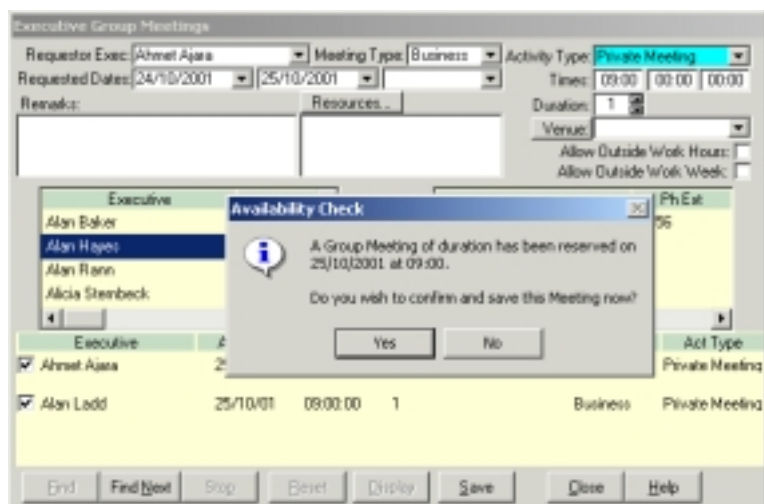 Executive Group Meetings
Requestor Exec: Ahmet Ajara Meeting Type: Business Activity Type: Private Meeting
Requested Dates: 24/10/2001 25/10/2001 Times: 09:00 00:00 00:00
Remarks: Resources... Duration: 1
Venue:
Allow Outside Work Hours:
Allow Outside Work Week:
Executive Ph Ext
Alan Baker 56
Alan Hayes
Alan Rann
Alicia Sternbeck
Availability Check
A Group Meeting of duration has been reserved on
25/10/2001 at 09:00.
Do you wish to confirm and save this Meeting now?
Yes No
Executive A Act Type
Ahmet Ajara 2 Private Meeting
Alan Ladd 25/10/01 09:00:00 1 Business Private Meeting
Find Find Next Stop Reset Display Save Close Help